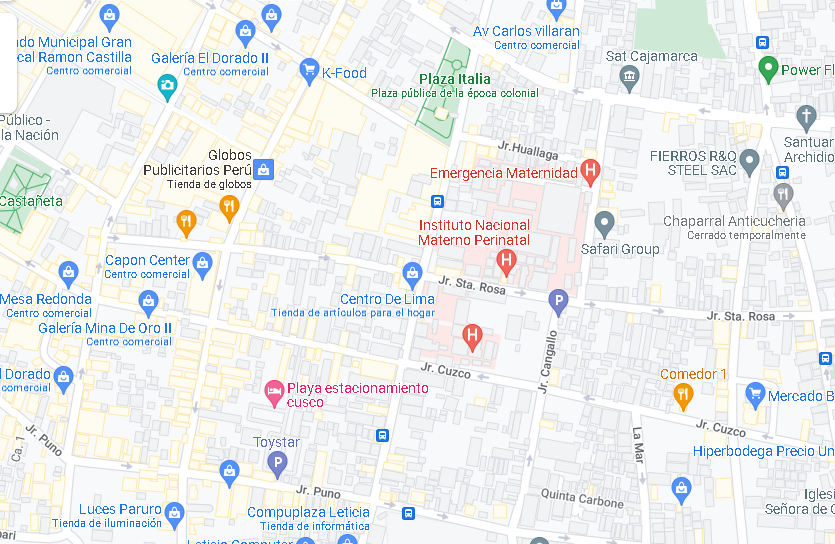 Av Carlos villaran
Centro comercial
ndo Municipal Gran
cal Ramon Castilla
Centro comercial
Galería El Dorado II
Centro comercial
K-Food
Plaza Italia
Plaza pública de la época colonial
Sat Cajamarca
Power Fl
Público -
la Nación
Jr.Huallaga
Santuar
Archidio
Globos
Publicitarios Perú
Tienda de globos
Emergencia Maternidad
H
FIERROS R&Q
STEEL SAC
Castañeta
Instituto Nacional
Materno Perinatal
H
Chaparral Anticucheria
Cerrado temporalmente
Safari Group
Capon Center
Centro comercial
Jr. Sta. Rosa
Mesa Redonda
Centro comercial
Centro De Lima
Tienda de artículos para el hogar
P
Jr. Sta. Rosa
Galería Mina De Oro II
Centro comercial
H
Jr. Cangallo
l Dorado
comercial
Jr. Cuzco
Comedor 1
Playa estacionamiento
cusco
Mercado B
Jr. Cuzco
Jr. Puno
Ca. 1
La Mar
Toystar
P
Hiperbodega Precio Un
Jr. Puno
Quinta Carbone
Iglesi
Señora de G
Luces Paruro
Tienda de iluminación
Compuplaza Leticia
Tienda de informática
Leticia Computer